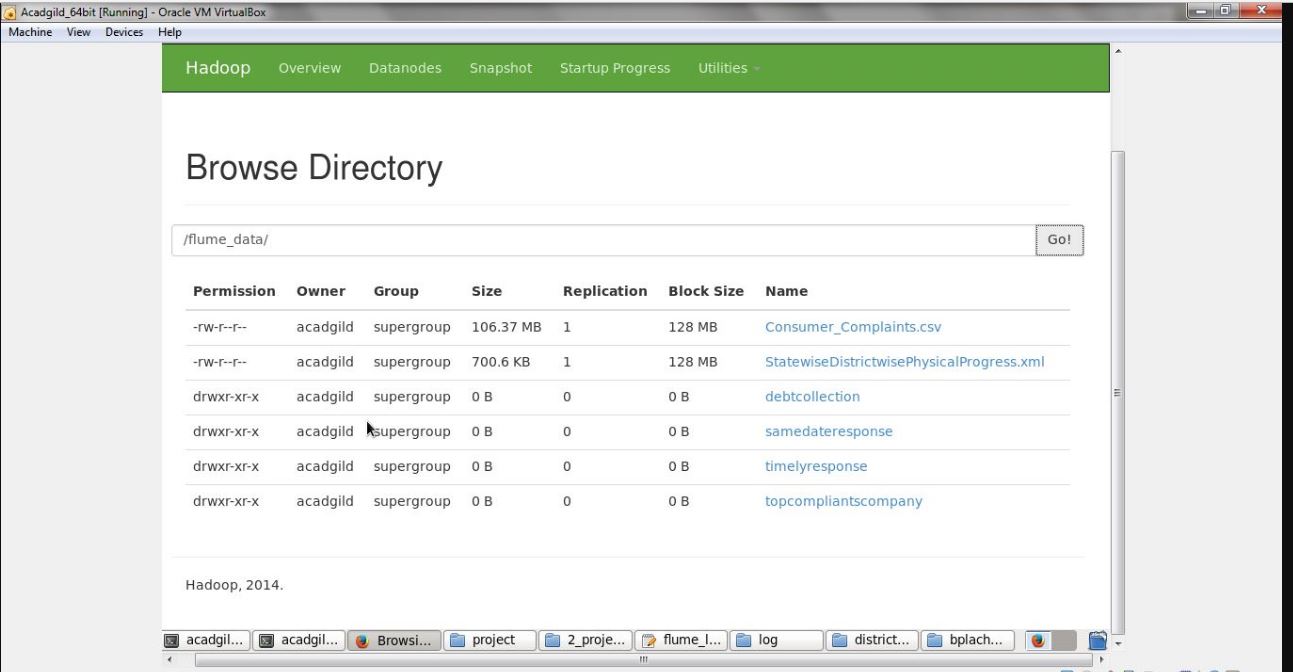 Acadgild_64bit [Running] - Oracle VM VirtualBox
Machine View Devices Help
Hadoop Overview Datanodes Snapshot Startup Progress Utilities
Browse Directory
/flume_data/ Go!
Permission Owner Group Size Replication Block Size Name
-rw-r--r-- acadgild supergroup 106.37 MB 1 128 MB Consumer_Complaints.csv
-rw-r--r-- acadgild supergroup 700.6 KB 1 128 MB StatewiseDistrictwisePhysicalProgress.xml
drwxr-xr-x acadgild supergroup 0 B 0 0 B debtcollection
drwxr-xr-x acadgild supergroup 0 B 0 0 B samedateresponse
drwxr-xr-x acadgild supergroup 0 B 0 0 B timelyresponse
drwxr-xr-x acadgild supergroup 0 B 0 0 B topcompliantscompany
Hadoop, 2014.
acadgil... acadgil... Browsi... project 2_proje... flume_l... log district... bplach...